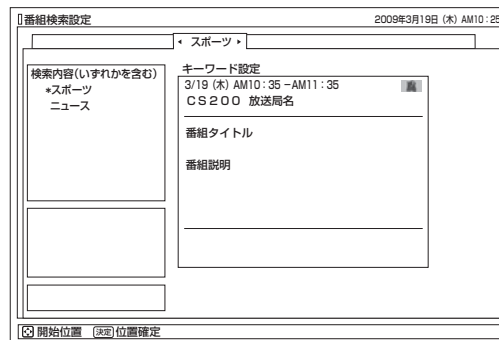 番組検索設定
2009年3月19日 (木) AM10:25
スポーツ
検索内容(いずれかを含む)
*スポーツ
ニュース
キーワード設定
3/19 (木) AM10:35 -AM11:35
CS200 放送局名
番組タイトル
番組説明
開始位置 決定 位置確定